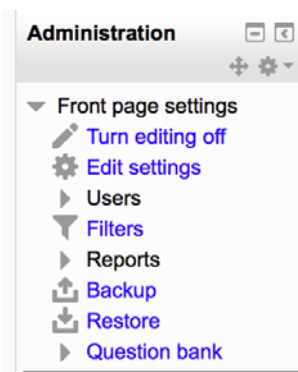 Administration
Front page settings
Turn editing off
Edit settings
Users
Filters
Reports
Backup
Restore
Question bank